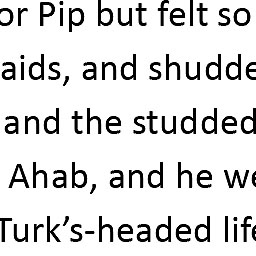 or Pip but felt so
aids, and shudde
and the studded
Ahab, and he we
Turk’s-headed life